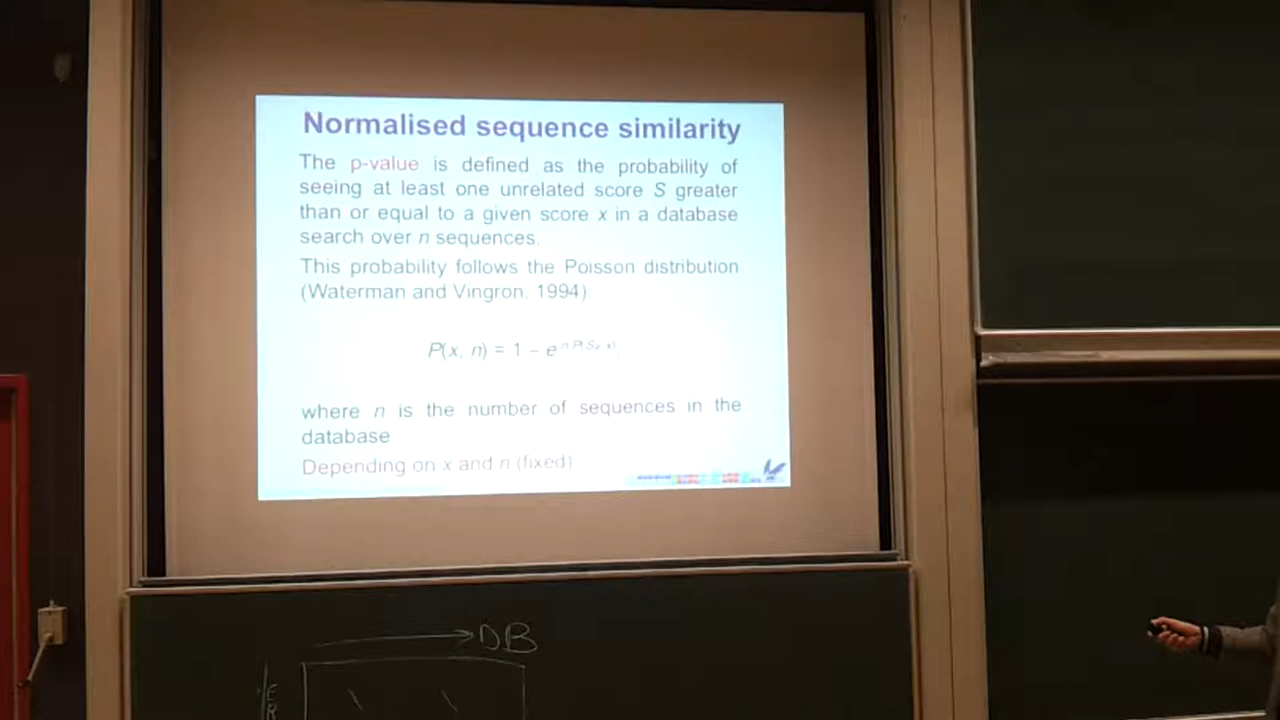 Normalised sequence similarity
The p-value is defined as the probability of
seeing at least one unrelated score S greater
than or equal to a given score x in a database
search over n sequences.
This probability follows the Poisson distribution
(Waterman and Vingron, 1994)
P(x, n) = 1 – e
where n is the number of sequences in the
database
Depending on x and n (fixed)
DB